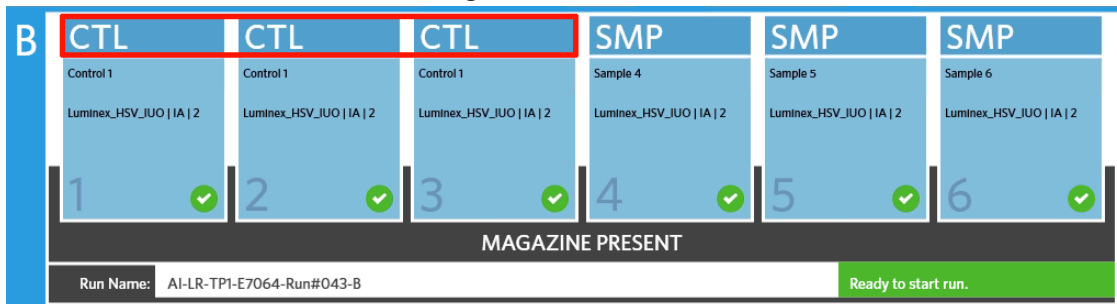 B
CTL CTL CTL SMP SMP SMP
Control 1 Control 1 Control 1 Sample 4 Sample 5 Sample 6
Luminex_HSV_IUO | IA | 2 Luminex_HSV_IUO | IA | 2 Luminex_HSV_IUO | IA | 2 Luminex_HSV_IUO | IA | 2 Luminex_HSV_IUO | IA | 2 Luminex_HSV_IUO | IA | 2
1 2 3 4 5 6
MAGAZINE PRESENT
Run Name: AI-LR-TP1-E7064-Run#043-B Ready to start run.